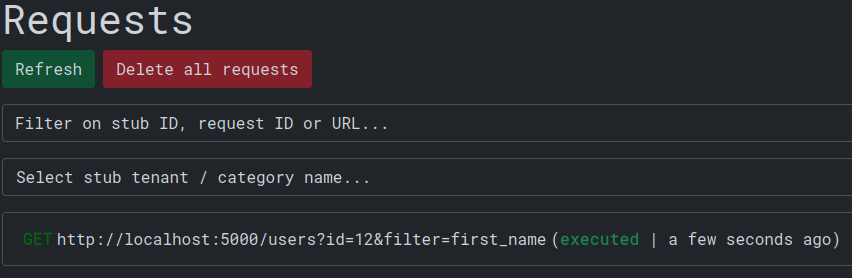 Requests
Refresh Delete all requests
Filter on stub ID, request ID or URL...
Select stub tenant / category name...
GET http://localhost:5000/users?id=12&filter=first_name (executed | a few seconds ago)